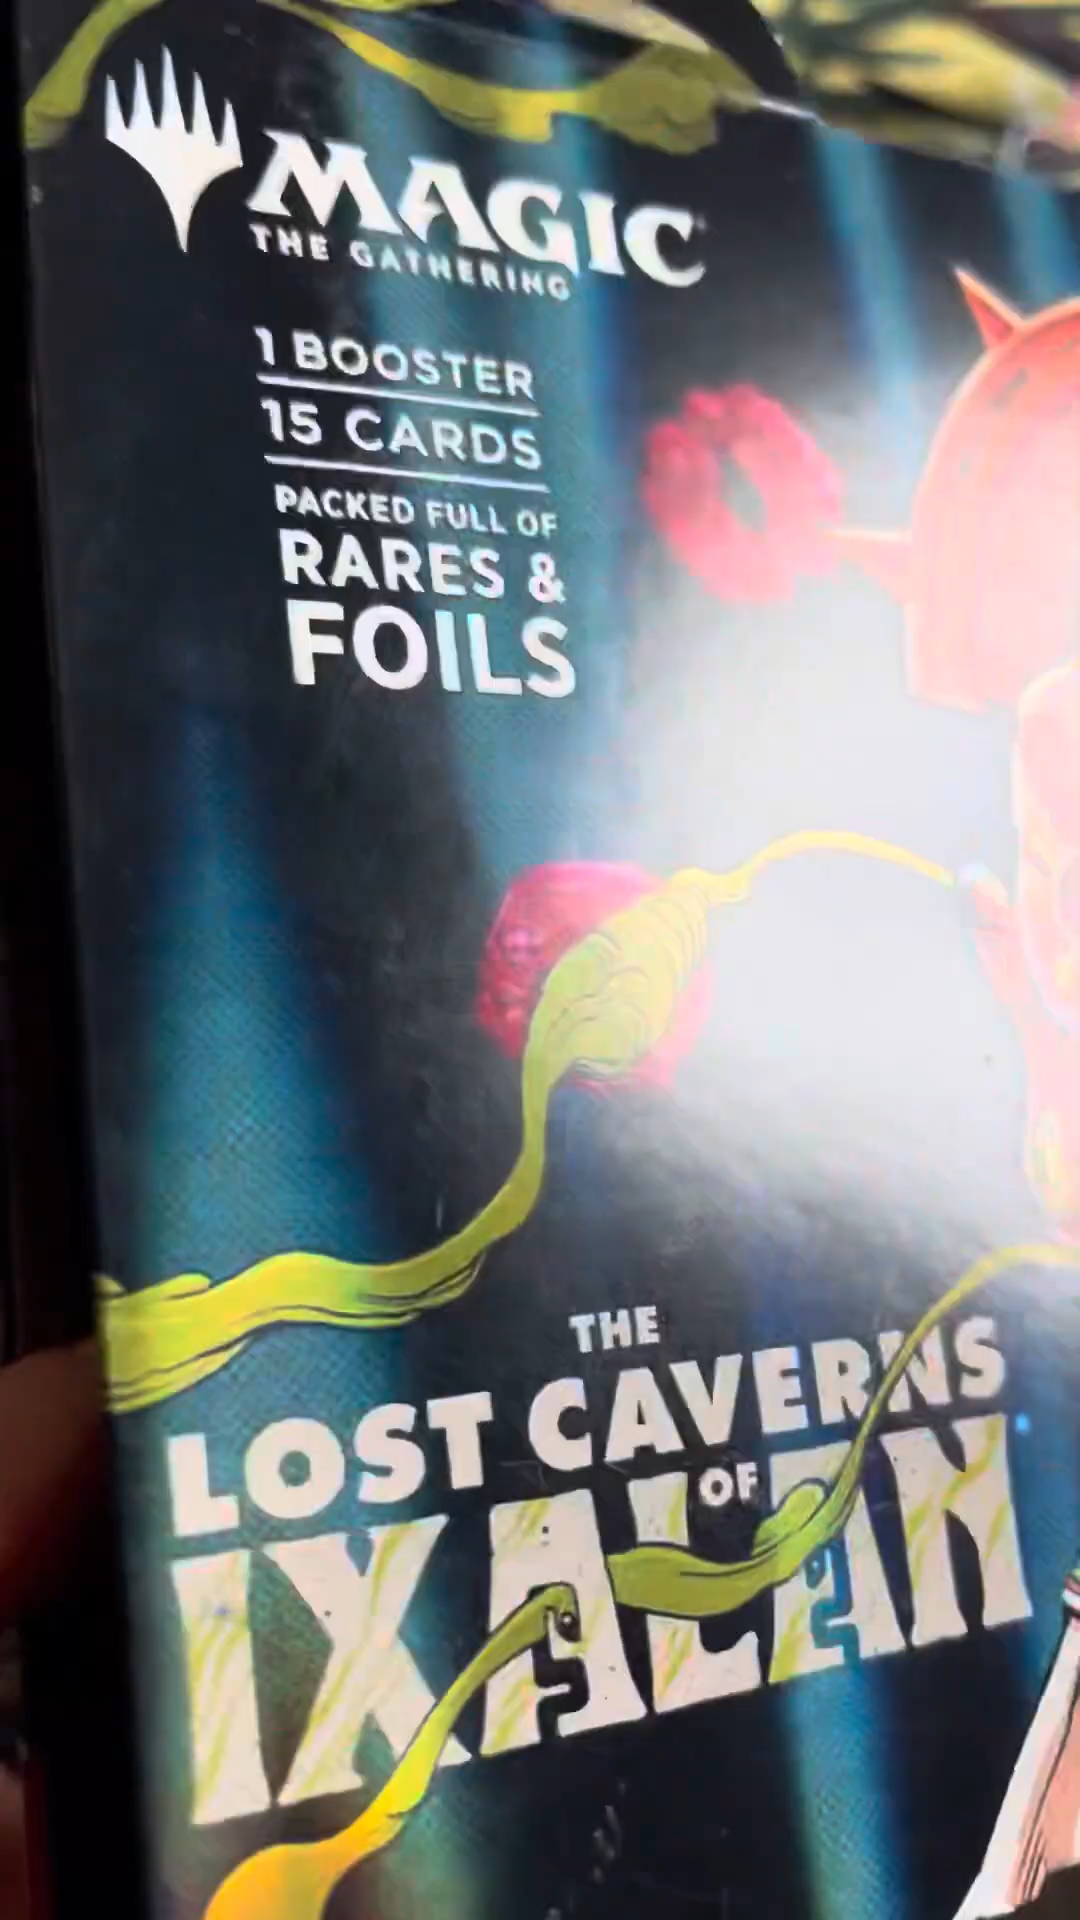 MAGIC
THE GATHERING
1 BOOSTER
15 CARDS
PACKED FULL OF
RARES &
FOILS
THE
LOST CAVERNS
OF
IXALAN